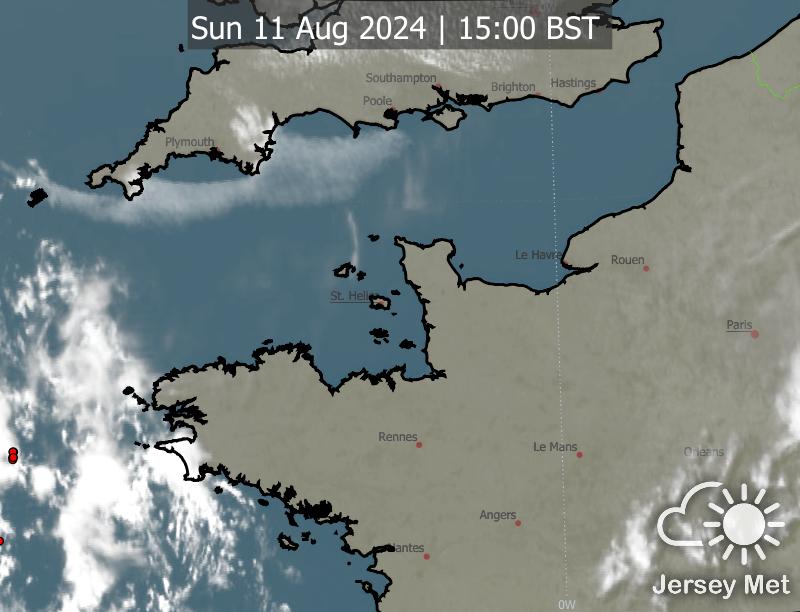 Sun 11 Aug 2024 | 15:00 BST
Southampton
Brighton
Hastings
Poole
Plymouth
Le Havre
Rouen
St. Helier
Paris
Rennes
Le Mans
Orleans
Angers
Nantes
Jersey Met
0W